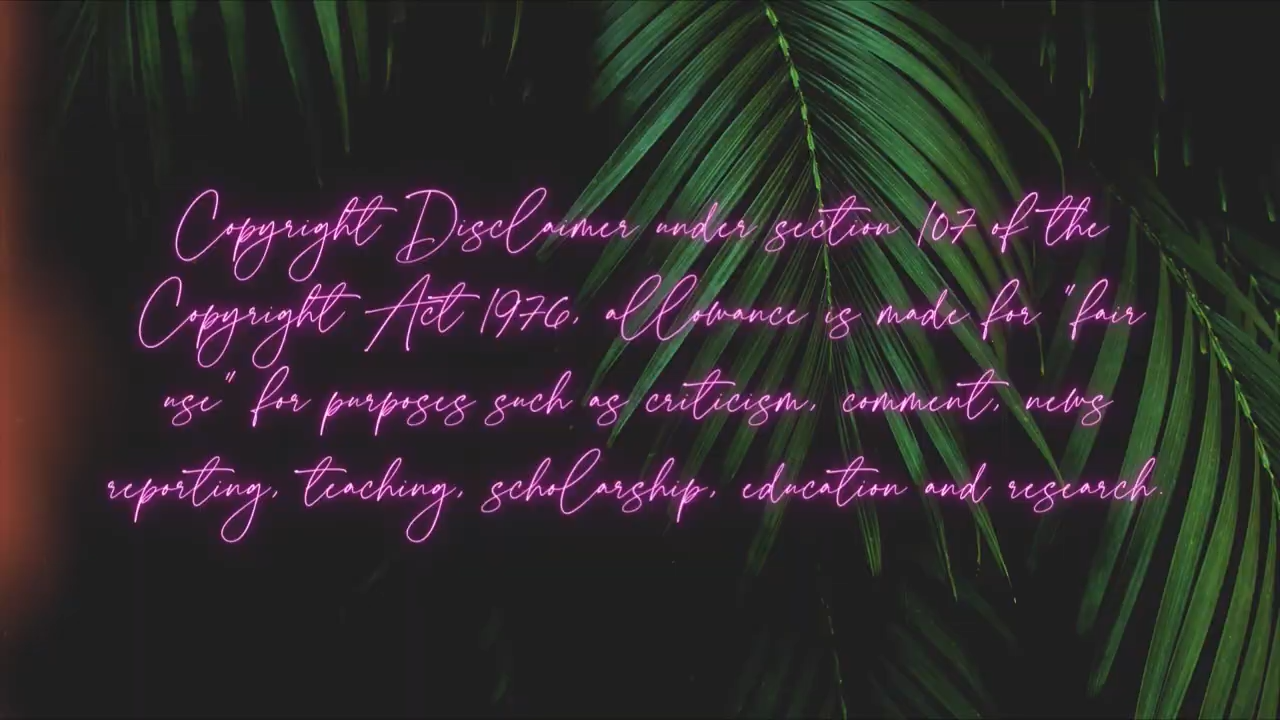 Copyright Disclaimer under section 107 of the
Copyright Act 1976, allowance is made for "fair
use" for purposes such as criticism, comment, news
reporting, teaching, scholarship, education and research.